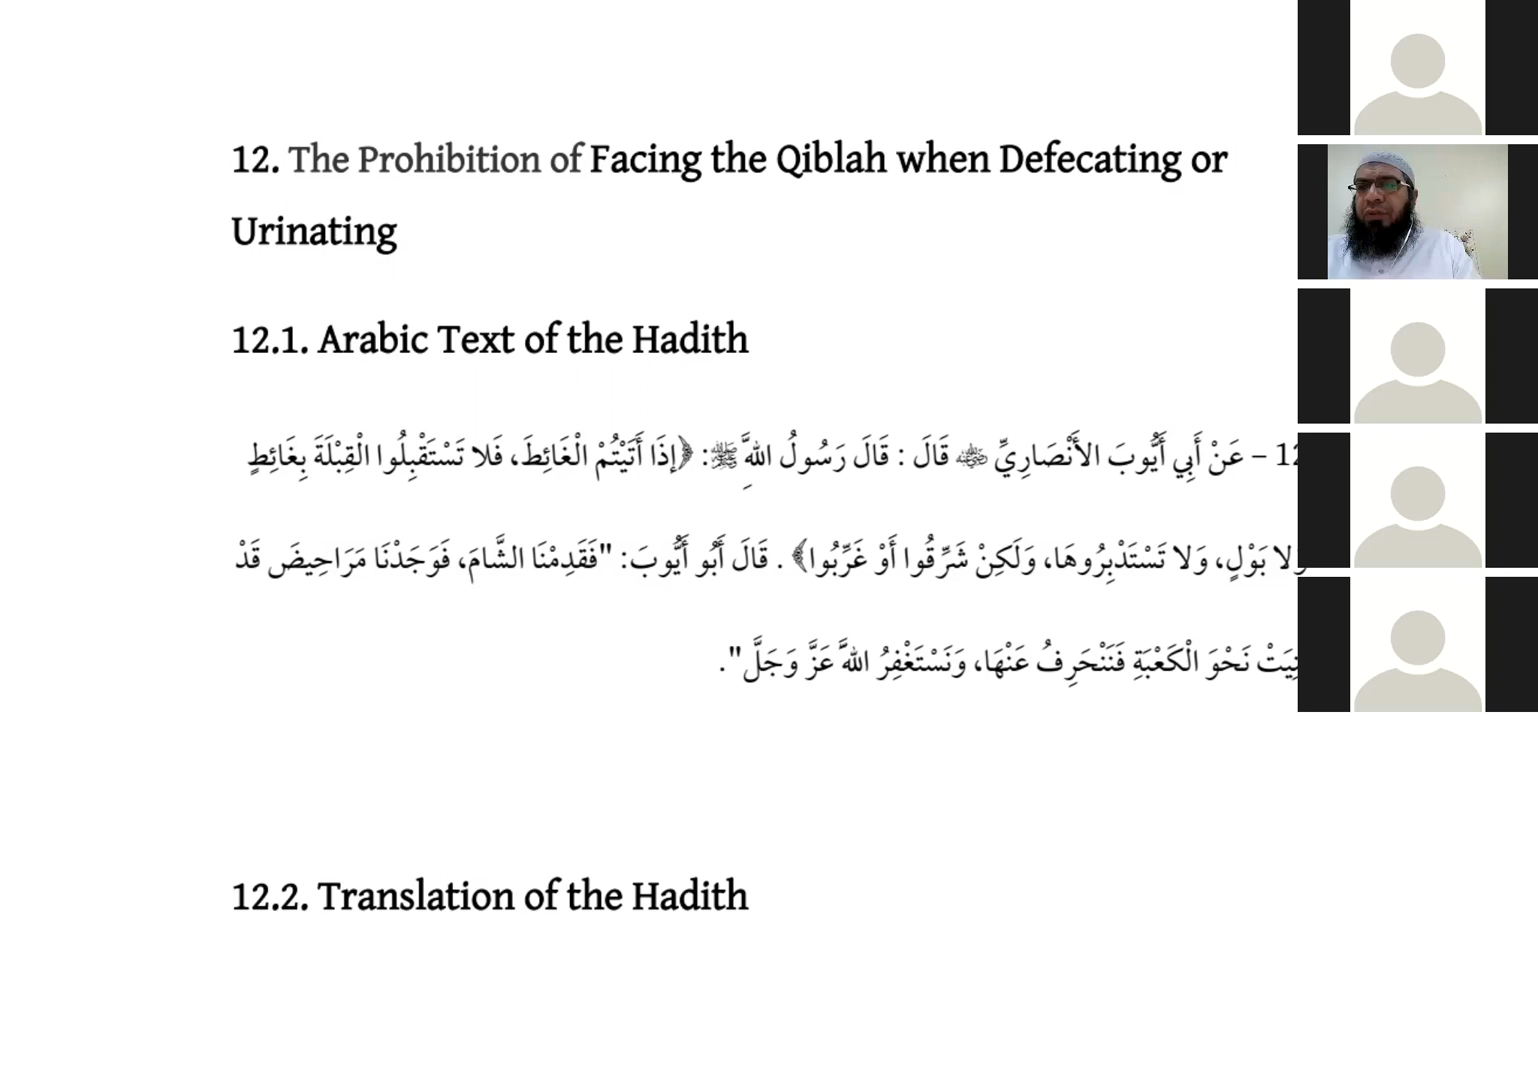 12. The Prohibition of Facing the Qiblah when Defecating or
Urinating
12.1. Arabic Text of the Hadith
12 – عَنْ أَبِي أَيُّوبَ الأَنْصَارِيِّ ﷺ قَالَ : قَالَ رَسُولُ اللهَِّ ﷺ: ﴿إِذَا أَتَيْتُمْ الْغَائِطَ، فَلا تَسْتَقْبِلُوا الْقِبْلَةَ بِغَائِطٍ
وَلا بَوْلٍ، وَلا تَسْتَدْبِرُوهَا، وَلَكِنْ شَرِّقُوا أَوْ غَرِّبُوا﴾ . قَالَ أَبُو أَيُّوبَ: "فَقَدِمْنَا الشَّامَ، فَوَجَدْنَا مَرَاحِيضَ قَدْ
نَحْوَ الْكَعْبَةِ فَنَنْحَرِفُ عَنْهَا، وَنَسْتَغْفِرُ اللهَّ عَزَّ وَجَلَّ".
12.2. Translation of the Hadith